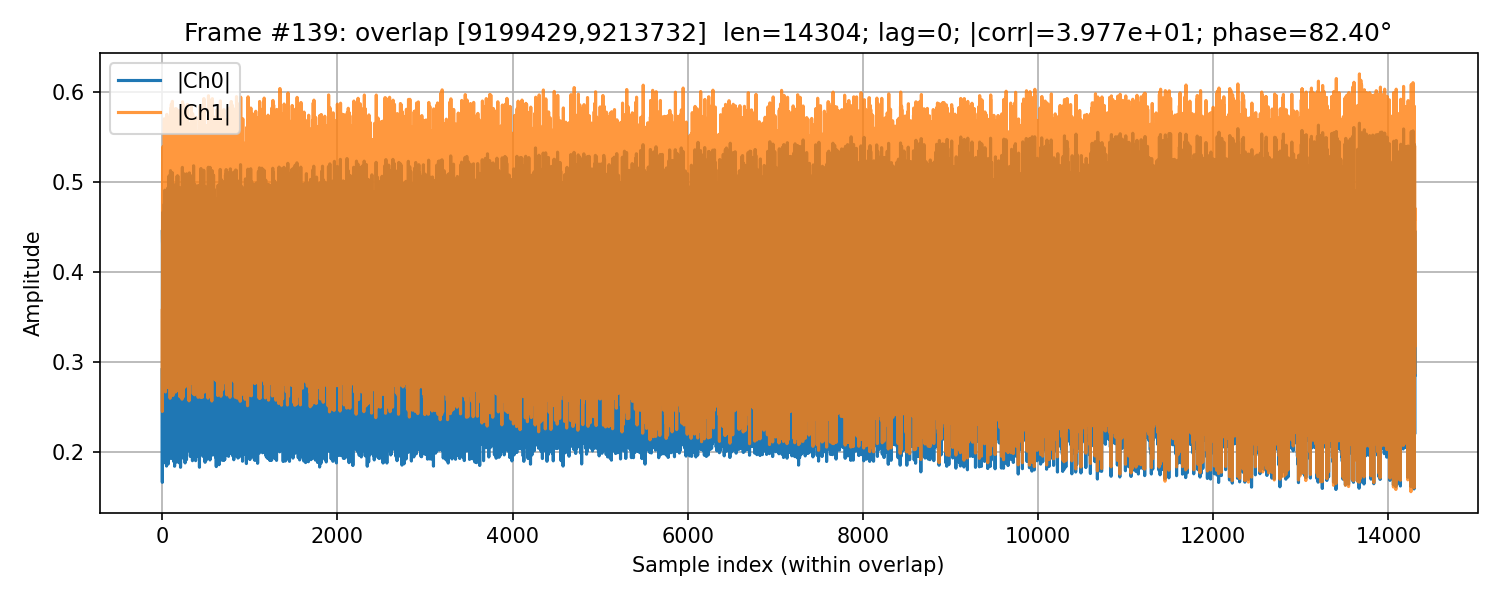 Frame #139: overlap [9199429,9213732]  len=14304; lag=0; |corr|=3.977e+01; phase=82.40°
|Ch0|
|Ch1|
0.6
0.5
0.4
0.3
0.2
Amplitude
0 2000 4000 6000 8000 10000 12000 14000
Sample index (within overlap)